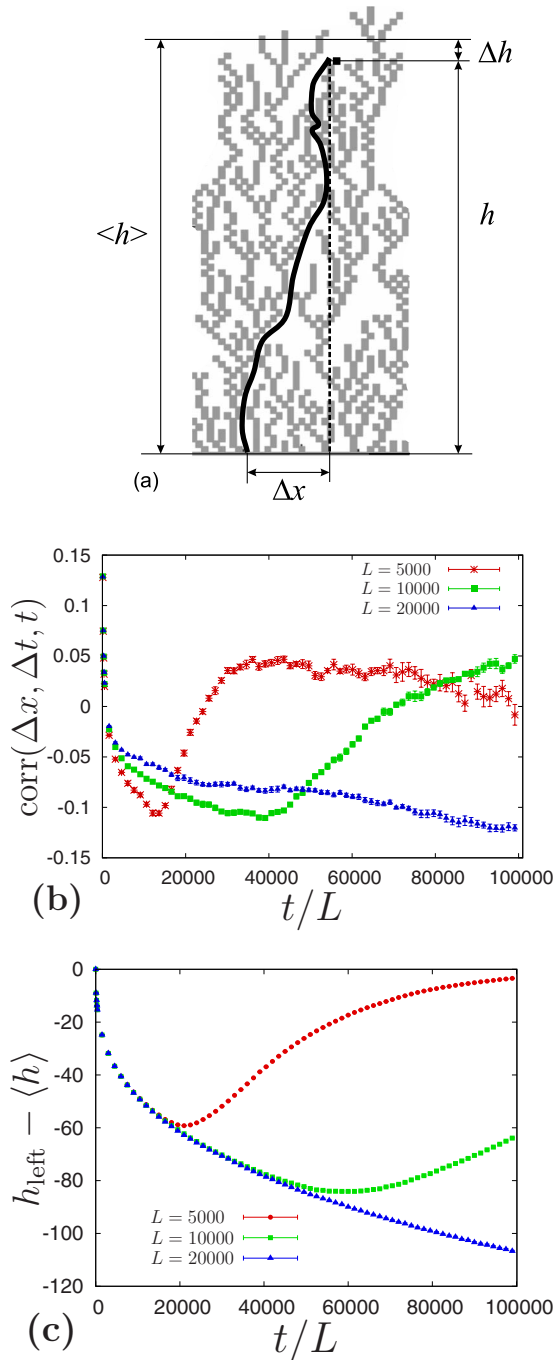 Δh
<h>
h
(a)
Δx
0.15
0.1
0.05
0
-0.05
-0.1
-0.15
corr(Δx, Δt, t)
L = 5000
L = 10000
L = 20000
0 20000 40000 60000 80000 100000
(b)
t/L
0
-20
-40
-60
-80
-100
-120
h_left − ⟨h⟩
L = 5000
L = 10000
L = 20000
0 20000 40000 60000 80000 100000
(c)
t/L